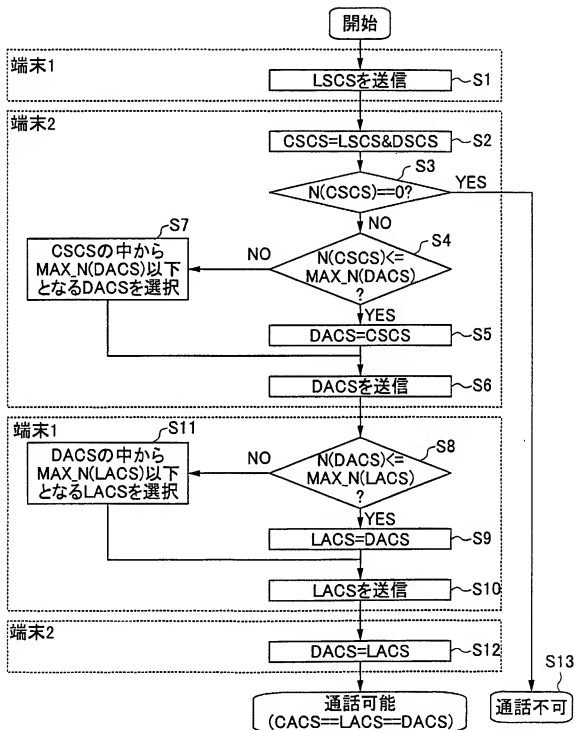 開始
端末1
LSCSを送信
S1
端末2
CSCS=LSCS&DSCS
S2
S3
N(CSCS)==0?
YES
NO
S7
CSCSの中から
MAX_N(DACS)以下
となるDACSを選択
NO
N(CSCS)<=
MAX_N(DACS)
?
S4
YES
DACS=CSCS
S5
DACSを送信
S6
端末1
S11
DACSの中から
MAX_N(LACS)以下
となるLACSを選択
NO
N(DACS)<=
MAX_N(LACS)
?
S8
YES
LACS=DACS
S9
LACSを送信
S10
端末2
DACS=LACS
S12
通話可能
(CACS==LACS==DACS)
S13
通話不可